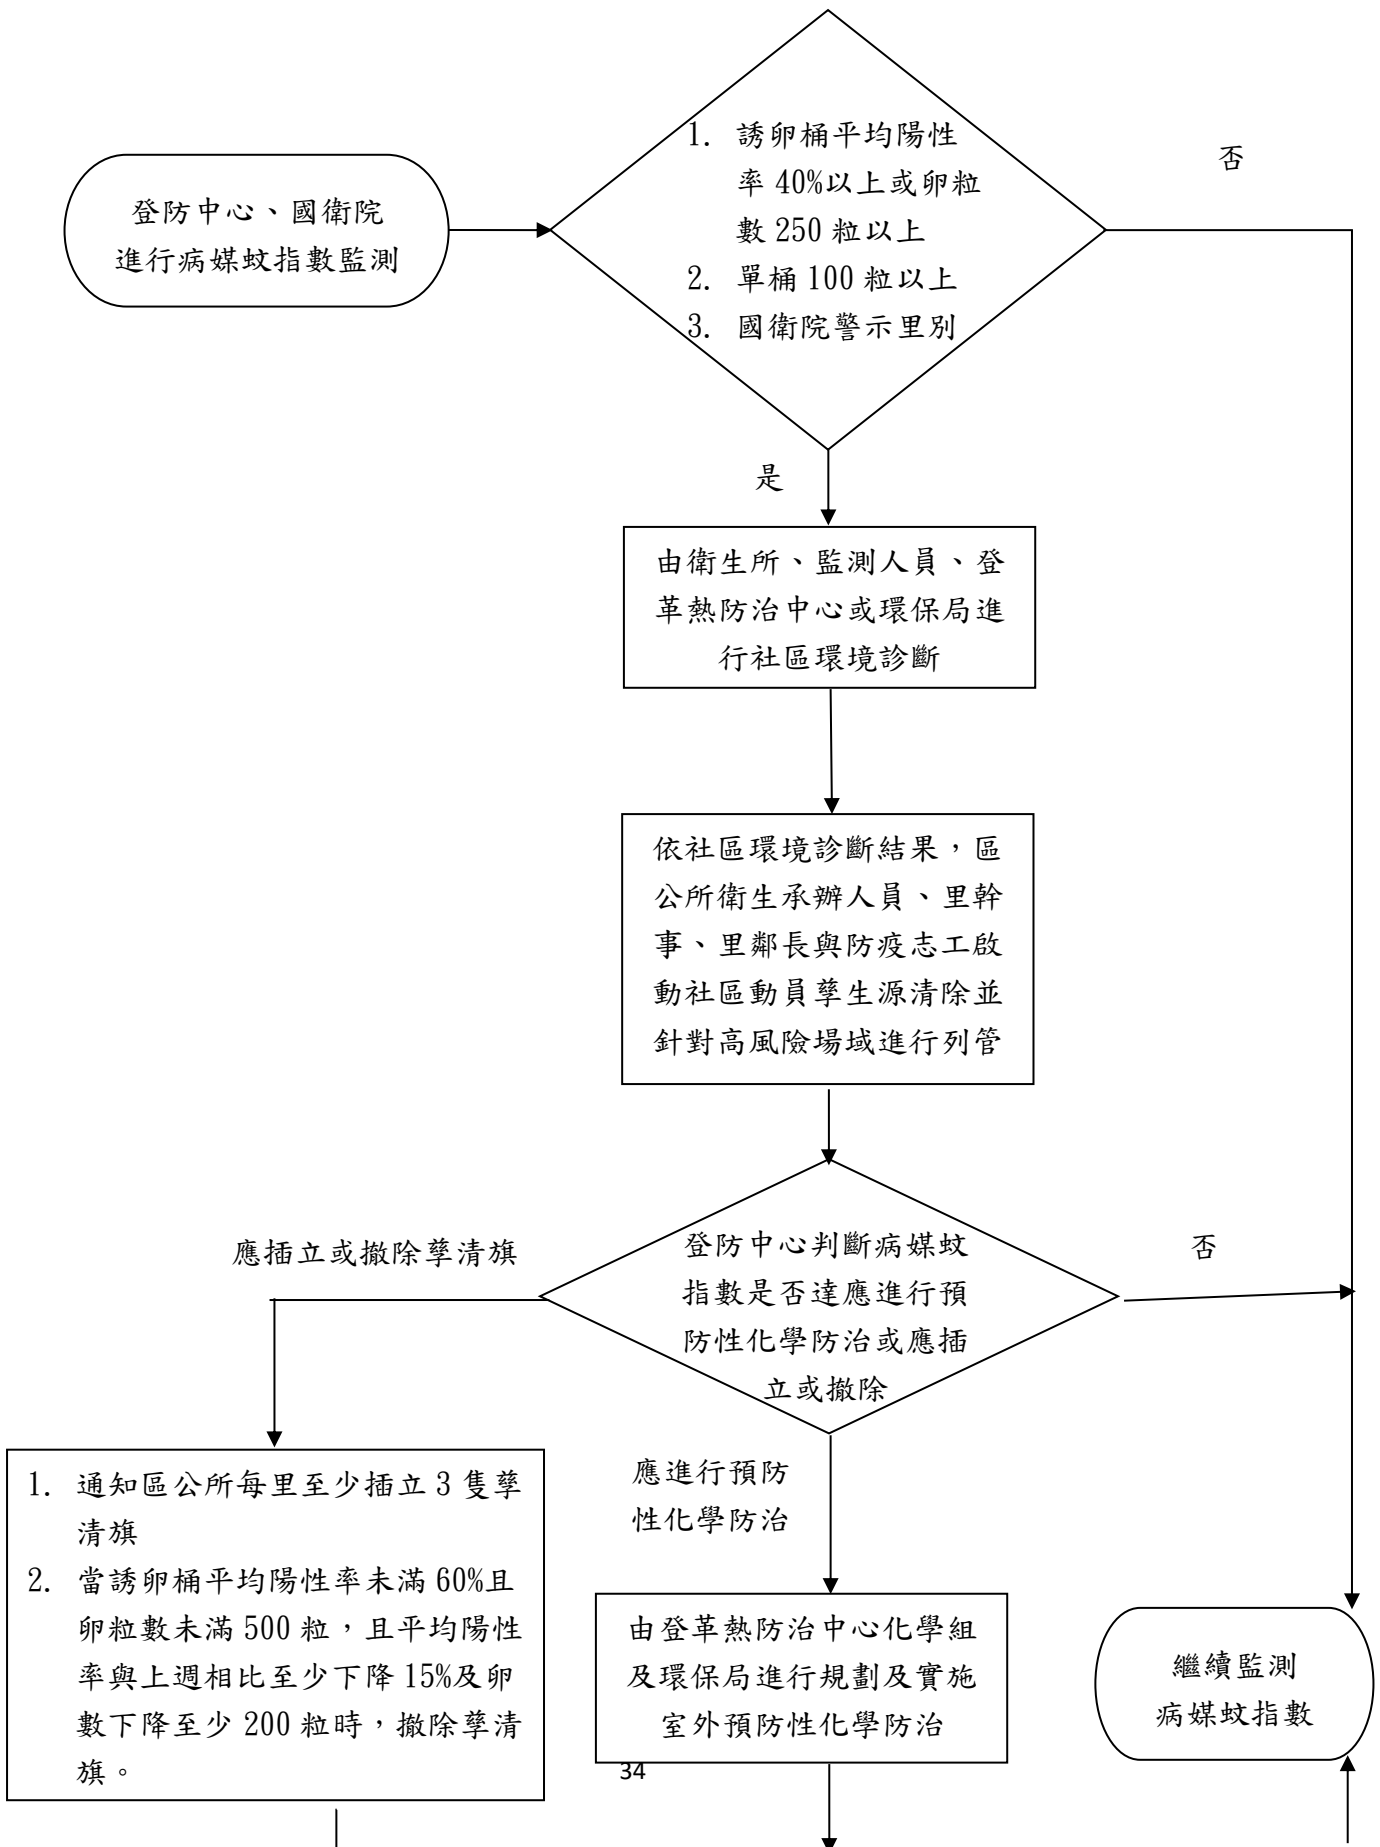 登防中心、國衛院
進行病媒蚊指數監測
1. 誘卵桶平均陽性
率 40%以上或卵粒
數 250 粒以上
2. 單桶 100 粒以上
3. 國衛院警示里別
否
是
由衛生所、監測人員、登
革熱防治中心或環保局進
行社區環境診斷
依社區環境診斷結果，區
公所衛生承辦人員、里幹
事、里鄰長與防疫志工啟
動社區動員孳生源清除並
針對高風險場域進行列管
應插立或撤除孳清旗
登防中心判斷病媒蚊
指數是否達應進行預
防性化學防治或應插
立或撤除
否
1. 通知區公所每里至少插立 3 隻孳
清旗
2. 當誘卵桶平均陽性率未滿 60%且
卵粒數未滿 500 粒，且平均陽性
率與上週相比至少下降 15%及卵
數下降至少 200 粒時，撤除孳清
旗。
應進行預防
性化學防治
由登革熱防治中心化學組
及環保局進行規劃及實施
室外預防性化學防治
繼續監測
病媒蚊指數
34